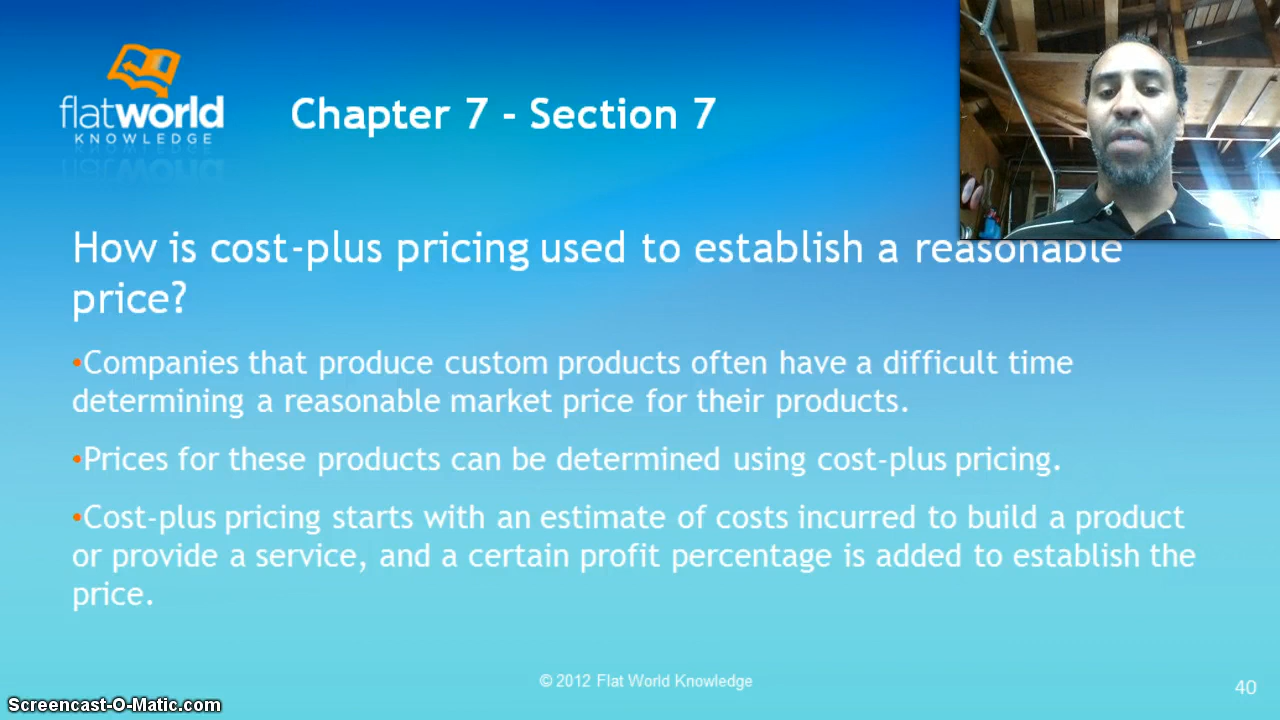 flatworld
KNOWLEDGE
Chapter 7 - Section 7
How is cost-plus pricing used to establish a reasonable
price?
•Companies that produce custom products often have a difficult time
determining a reasonable market price for their products.
•Prices for these products can be determined using cost-plus pricing.
•Cost-plus pricing starts with an estimate of costs incurred to build a product
or provide a service, and a certain profit percentage is added to establish the
price.
© 2012 Flat World Knowledge
40
Screencast-O-Matic.com